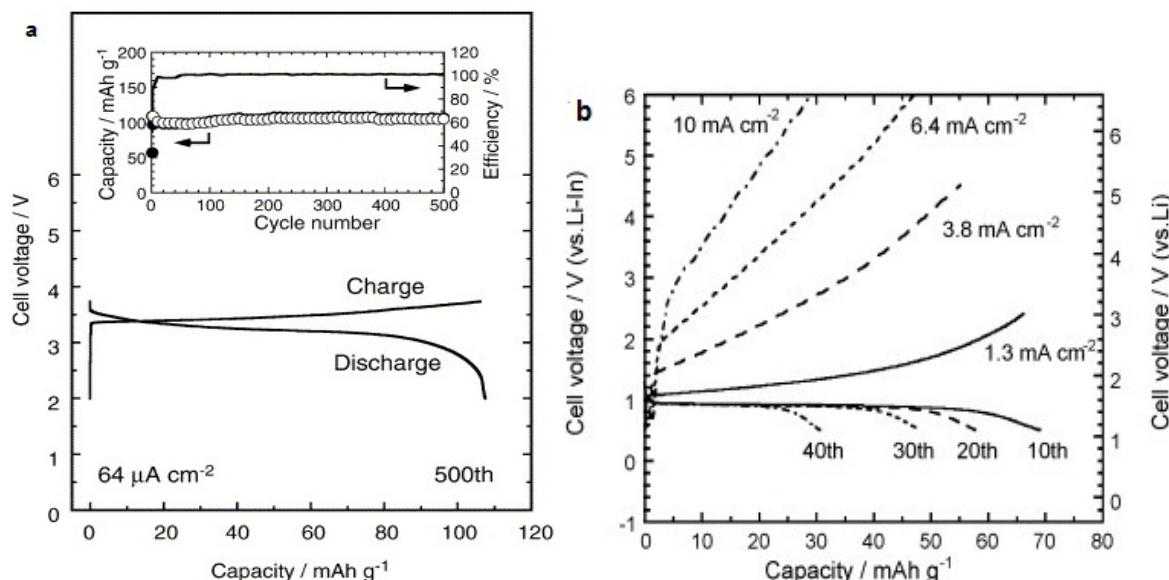 a
Capacity / mAh g⁻¹
200
150
100
50
0
120
100
80
60
40
20
0
Efficiency / %
0 100 200 300 400 500
Cycle number
Cell voltage / V
6
5
4
3
2
1
0
Charge
Discharge
64 μA cm⁻²
500th
0 20 40 60 80 100 120
Capacity / mAh g⁻¹
b
Cell voltage / V (vs.Li-In)
6
5
4
3
2
1
0
-1
10 mA cm⁻²
6.4 mA cm⁻²
3.8 mA cm⁻²
1.3 mA cm⁻²
40th 30th 20th 10th
6
5
4
3
2
1
0
Cell voltage / V (vs.Li)
0 10 20 30 40 50 60 70 80
Capacity / mAh g⁻¹